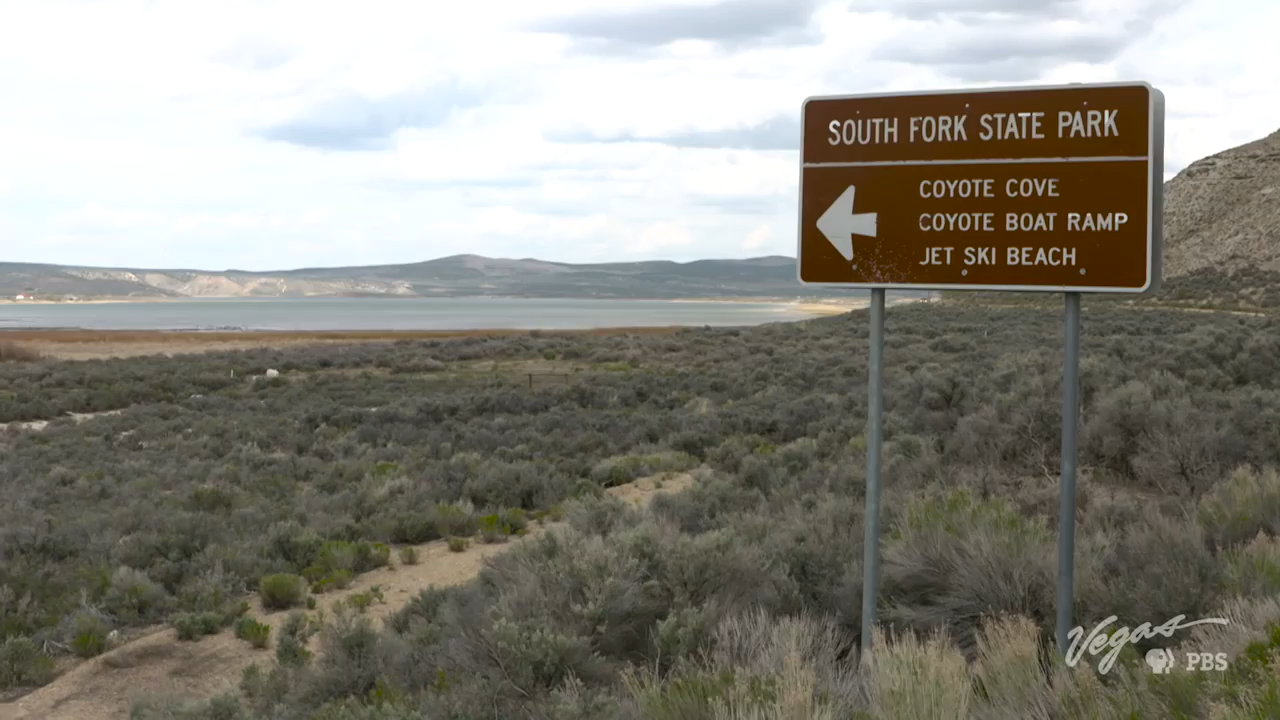 SOUTH FORK STATE PARK
COYOTE COVE
COYOTE BOAT RAMP
JET SKI BEACH
Vegas
PBS